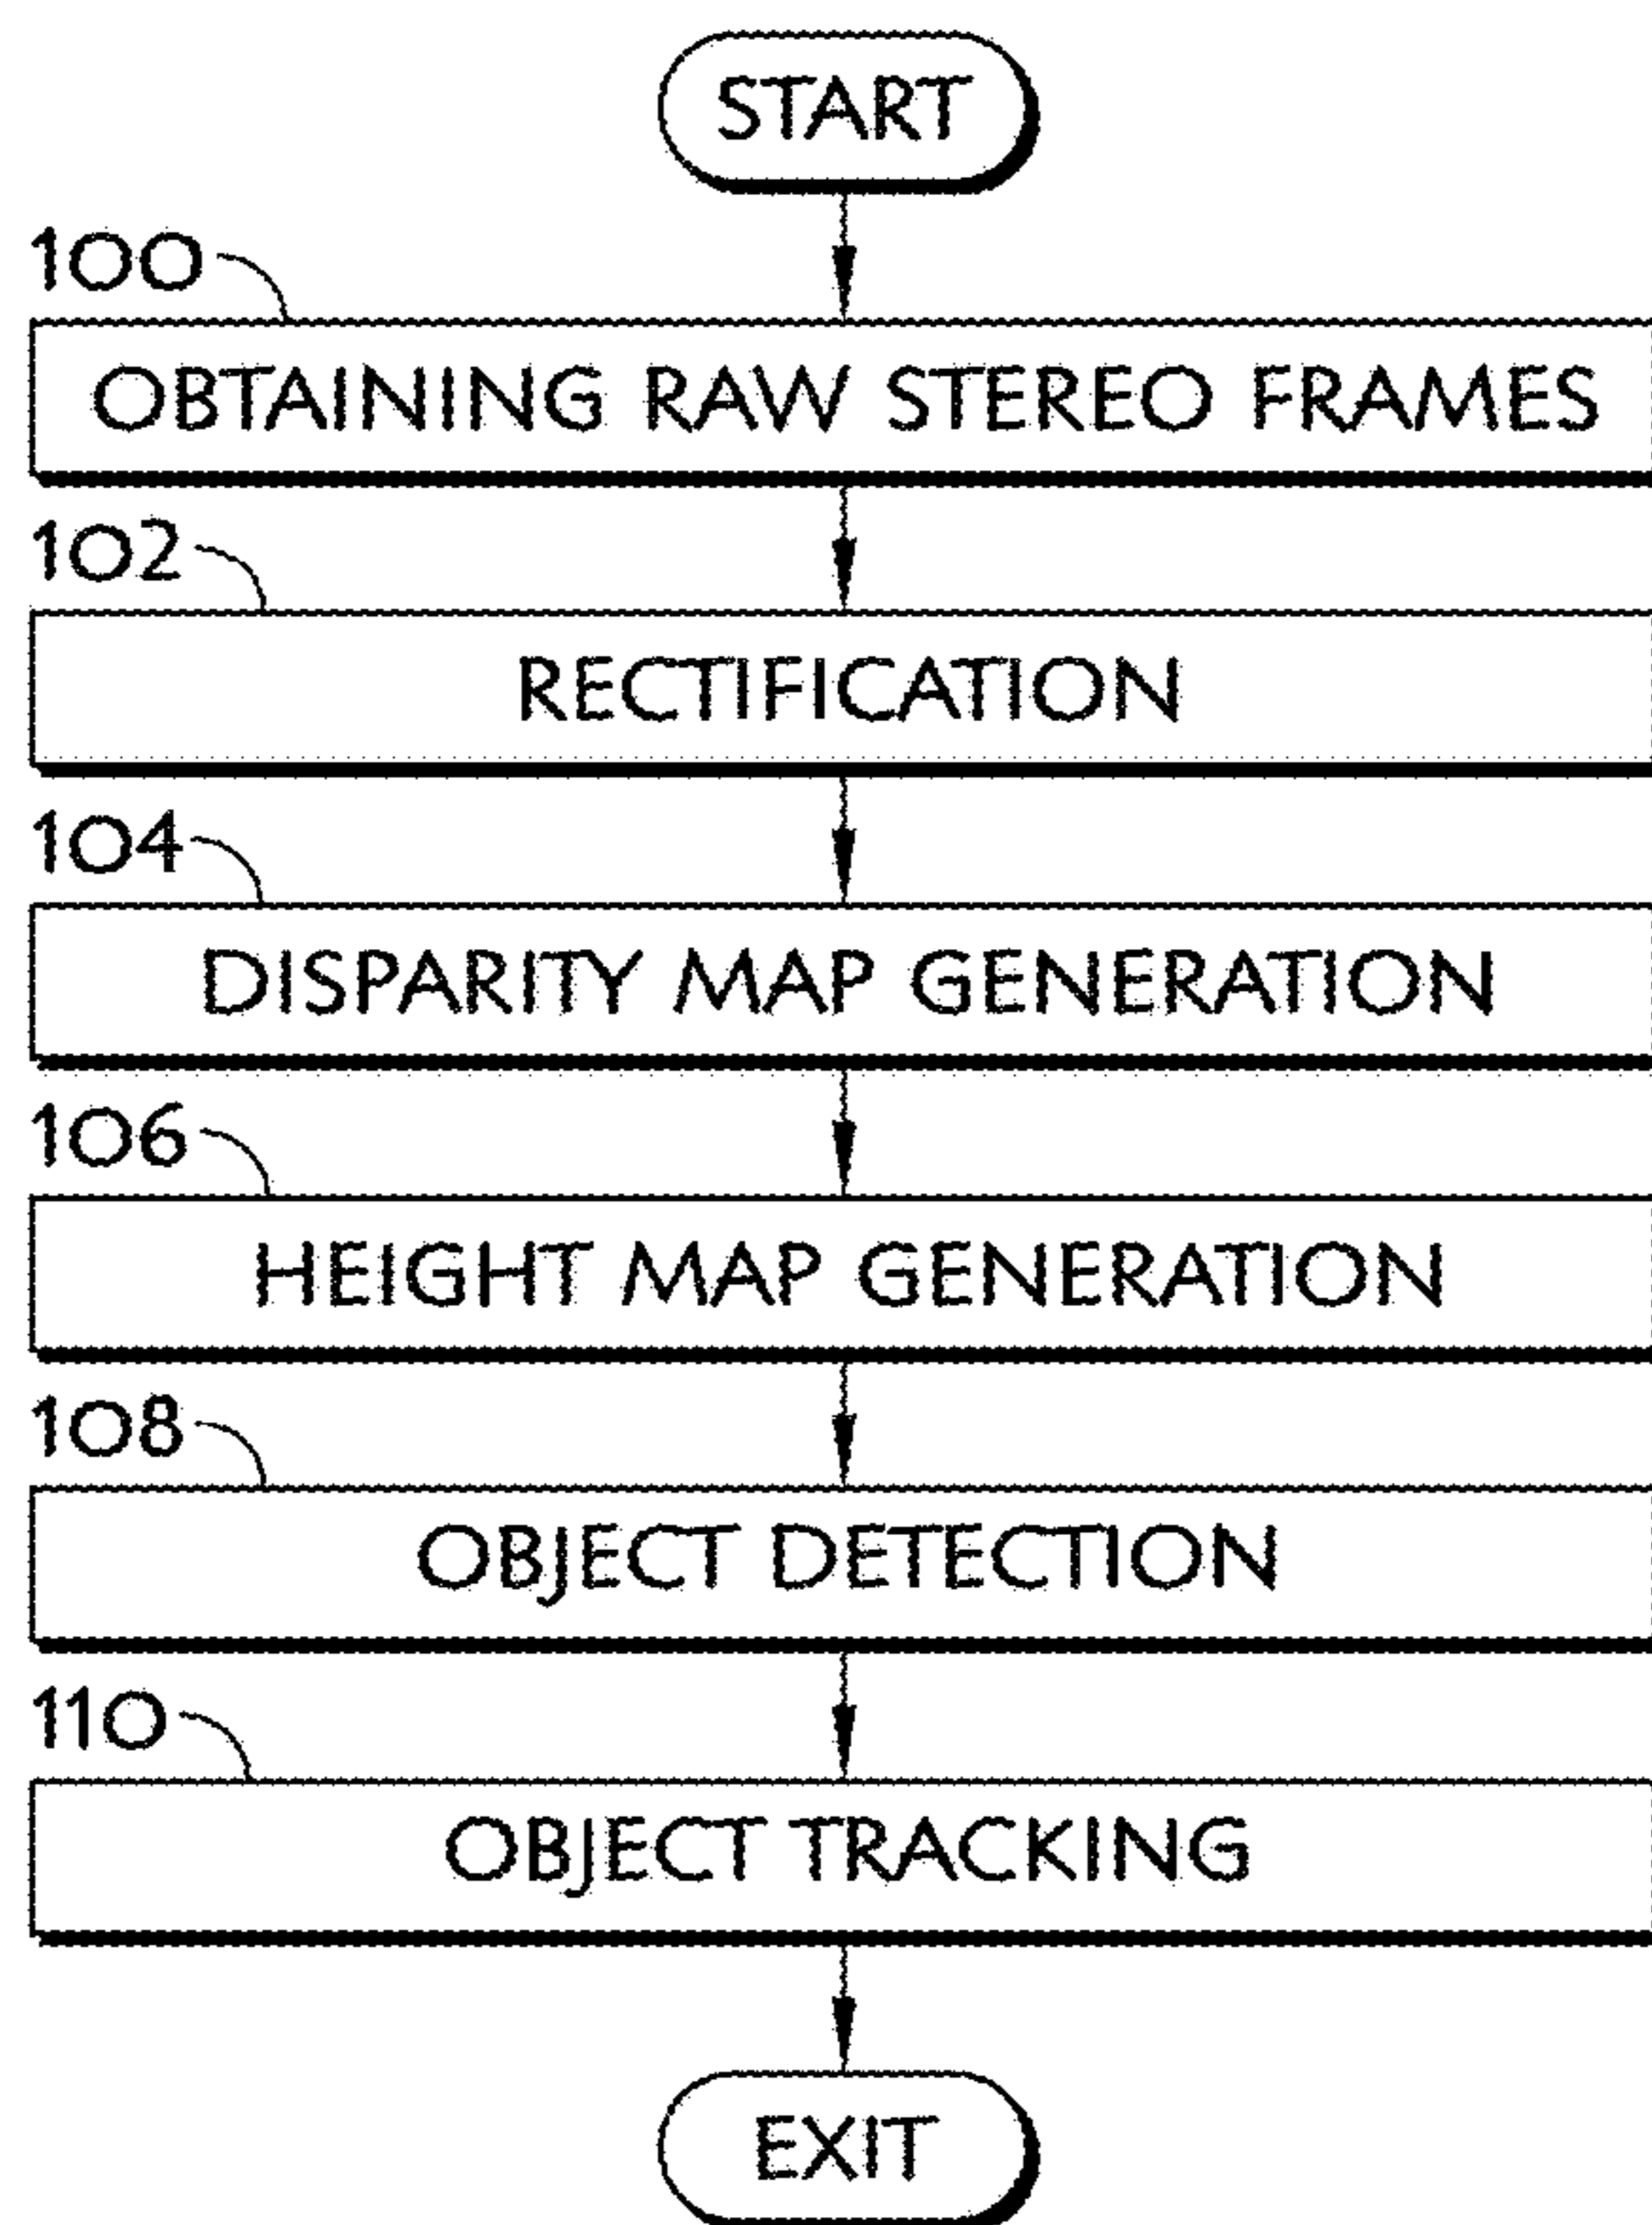 START
100
OBTAINING RAW STEREO FRAMES
102
RECTIFICATION
104
DISPARITY MAP GENERATION
106
HEIGHT MAP GENERATION
108
OBJECT DETECTION
110
OBJECT TRACKING
EXIT